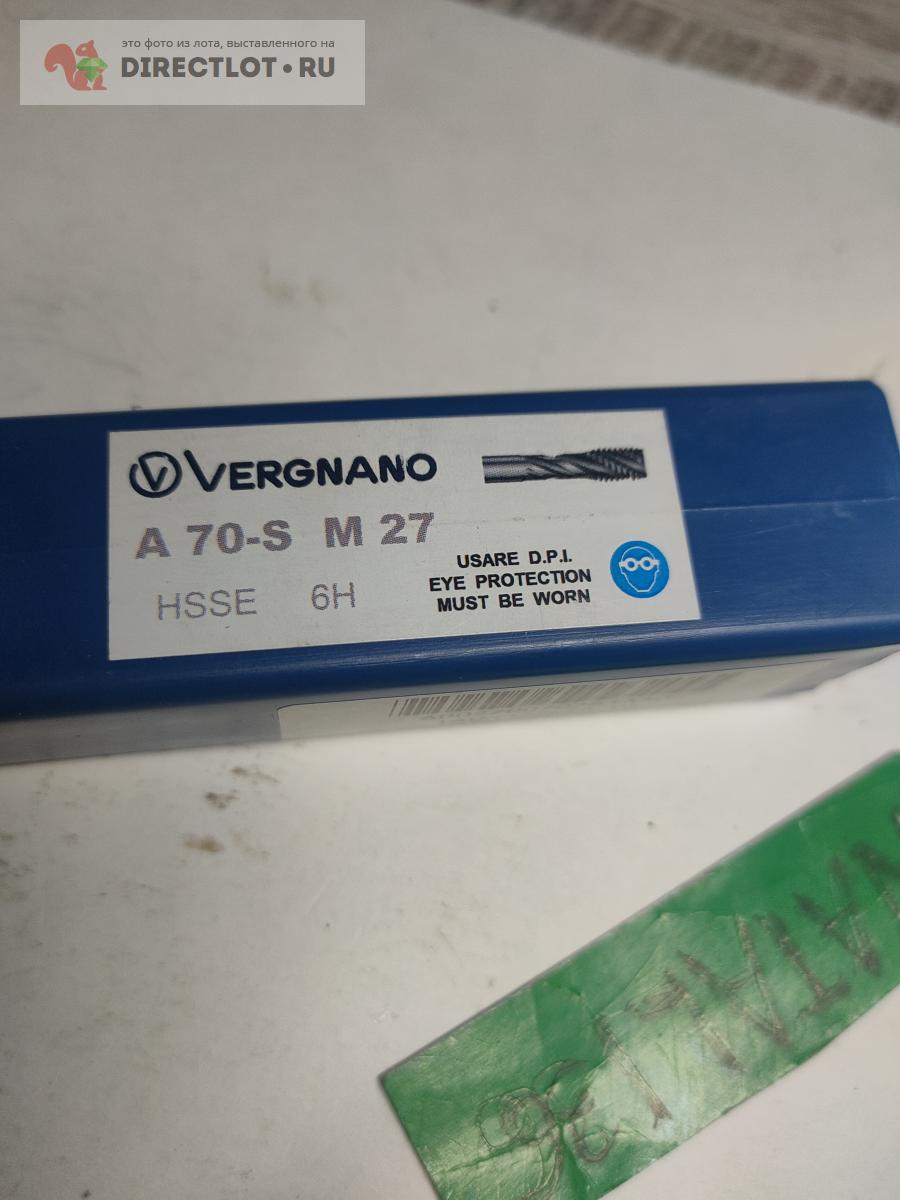 это фото из лота, выставленного на
DIRECTLOT•RU
V VERGNANO
A 70-S M 27
HSSE 6H
USARE D.P.I.
EYE PROTECTION
MUST BE WORN